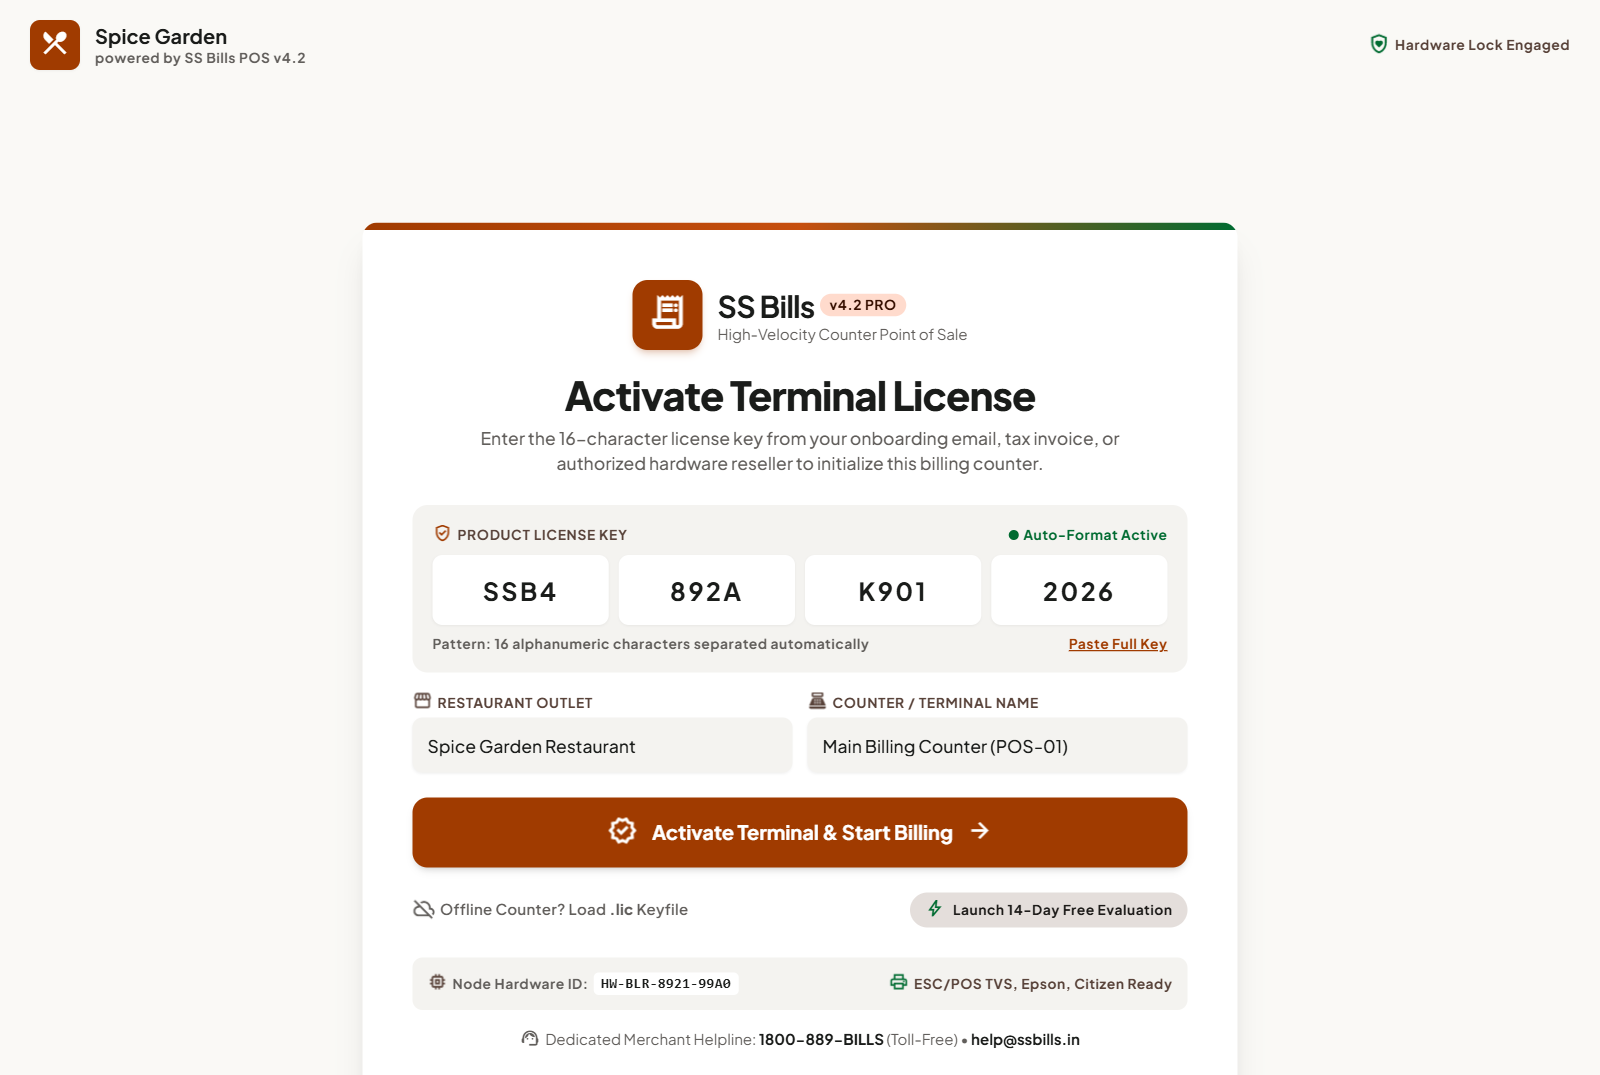 Spice Garden
powered by SS Bills POS v4.2
Hardware Lock Engaged
SS Bills v4.2 PRO
High-Velocity Counter Point of Sale
Activate Terminal License
Enter the 16-character license key from your onboarding email, tax invoice, or
authorized hardware reseller to initialize this billing counter.
PRODUCT LICENSE KEY
Auto-Format Active
SSB4 892A K901 2026
Pattern: 16 alphanumeric characters separated automatically
Paste Full Key
RESTAURANT OUTLET
COUNTER / TERMINAL NAME
Spice Garden Restaurant
Main Billing Counter (POS-01)
Activate Terminal & Start Billing
Offline Counter? Load .lic Keyfile
Launch 14-Day Free Evaluation
Node Hardware ID: HW-BLR-8921-99A0
ESC/POS TVS, Epson, Citizen Ready
Dedicated Merchant Helpline: 1800-889-BILLS (Toll-Free) • help@ssbills.in